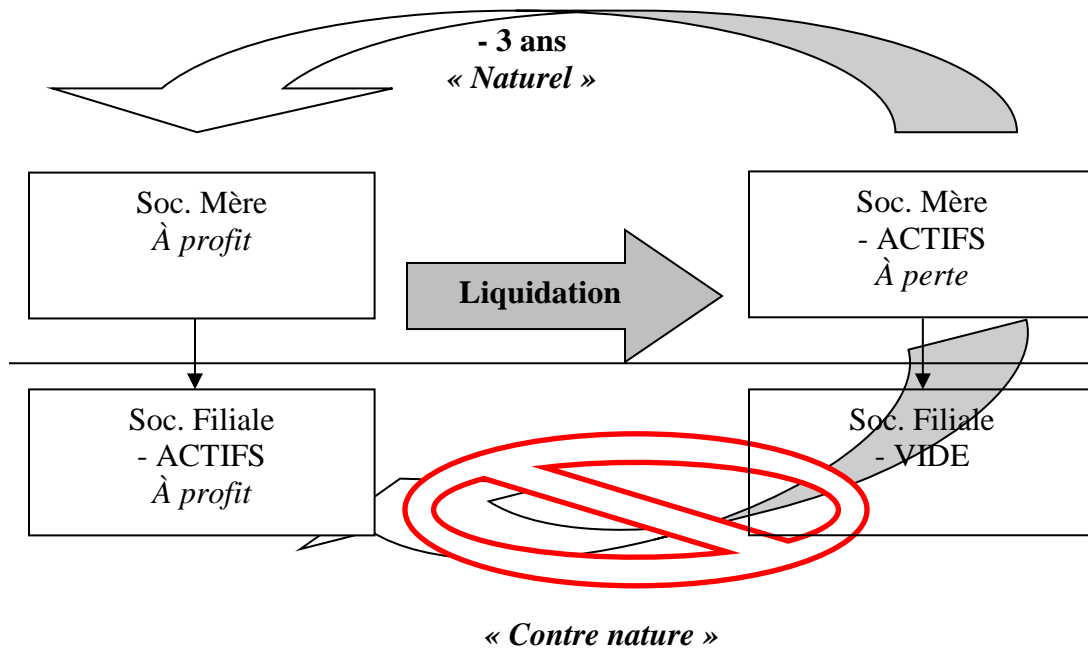 - 3 ans
« Naturel »
Soc. Mère
À profit
Soc. Mère
- ACTIFS
À perte
Liquidation
Soc. Filiale
- ACTIFS
À profit
Soc. Filiale
- VIDE
« Contre nature »